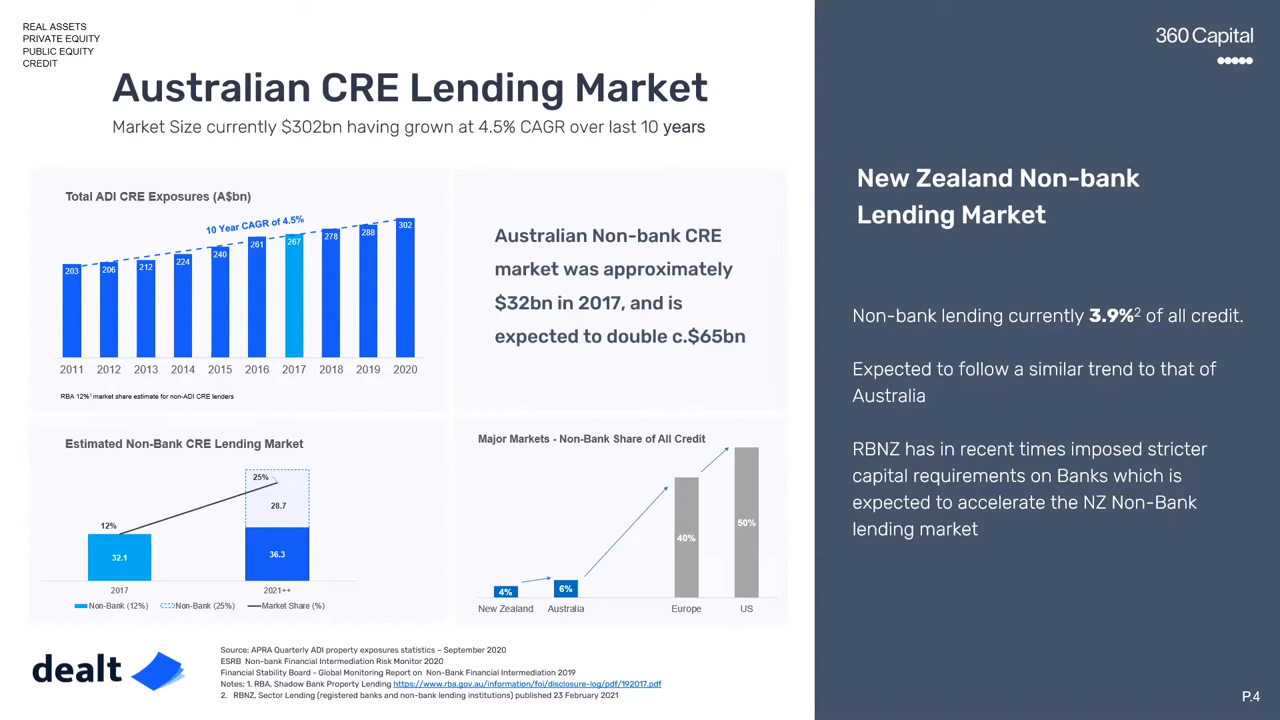 REAL ASSETS
PRIVATE EQUITY
PUBLIC EQUITY
CREDIT
360 Capital
Australian CRE Lending Market
Market Size currently $302bn having grown at 4.5% CAGR over last 10 years
Total ADI CRE Exposures (A$bn)
10 Year CAGR of 4.5%
203 206 212 224 240 261 267 278 288 302
2011 2012 2013 2014 2015 2016 2017 2018 2019 2020
RBA 12%¹ market share estimate for non-ADI CRE lenders
Australian Non-bank CRE
market was approximately
$32bn in 2017, and is
expected to double c.$65bn
Estimated Non-Bank CRE Lending Market
25%
28.7
12%
32.1
36.3
2017 2021++
Non-Bank (12%) Non-Bank (25%) Market Share (%)
Major Markets - Non-Bank Share of All Credit
4% 6% 40% 50%
New Zealand Australia Europe US
New Zealand Non-bank
Lending Market
Non-bank lending currently 3.9%² of all credit.
Expected to follow a similar trend to that of
Australia
RBNZ has in recent times imposed stricter
capital requirements on Banks which is
expected to accelerate the NZ Non-Bank
lending market
dealt
Source: APRA Quarterly ADI property exposures statistics – September 2020
ESRB Non-bank Financial Intermediation Risk Monitor 2020
Financial Stability Board - Global Monitoring Report on Non-Bank Financial Intermediation 2019
Notes: 1. RBA, Shadow Bank Property Lending https://www.rba.gov.au/information/foi/disclosure-log/pdf/192017.pdf
2. RBNZ, Sector Lending (registered banks and non-bank lending institutions) published 23 February 2021
P.4